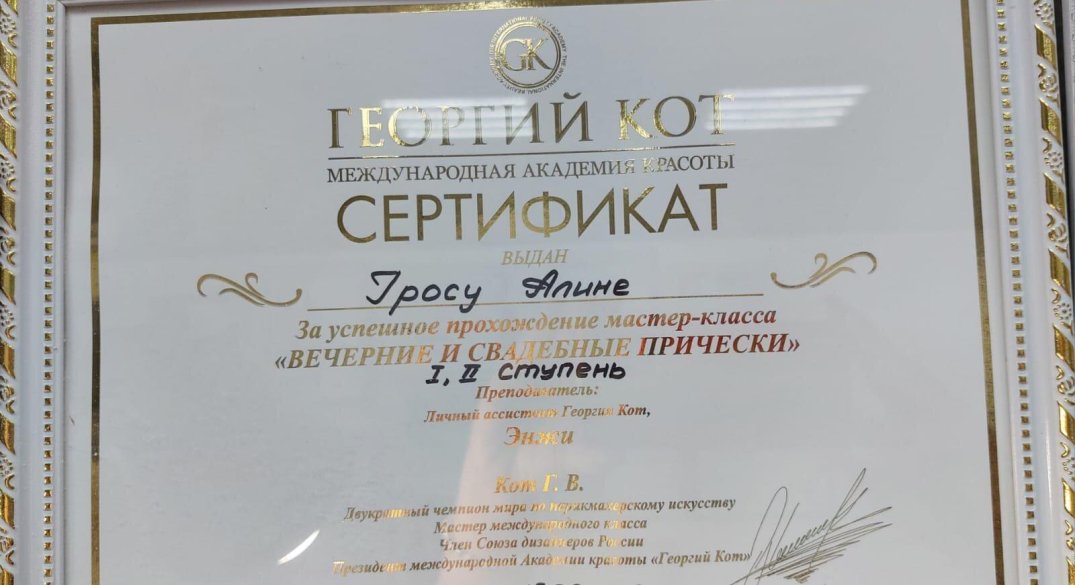 GK
ГЕОРГИЙ КОТ
МЕЖДУНАРОДНАЯ АКАДЕМИЯ КРАСОТЫ
СЕРТИФИКАТ
ВЫДАН
Гросу Алине
За успешное прохождение мастер-класса
«ВЕЧЕРНИЕ И СВАДЕБНЫЕ ПРИЧЕСКИ»
I, II ступень
Преподаватель:
Личный ассистент Георгия Кот,
Энжи
Кот Г. В.
Двукратный чемпион мира по парикмахерскому искусству
Мастер международного класса
Член Союза дизайнеров России
Президент международной Академии красоты «Георгий Кот»